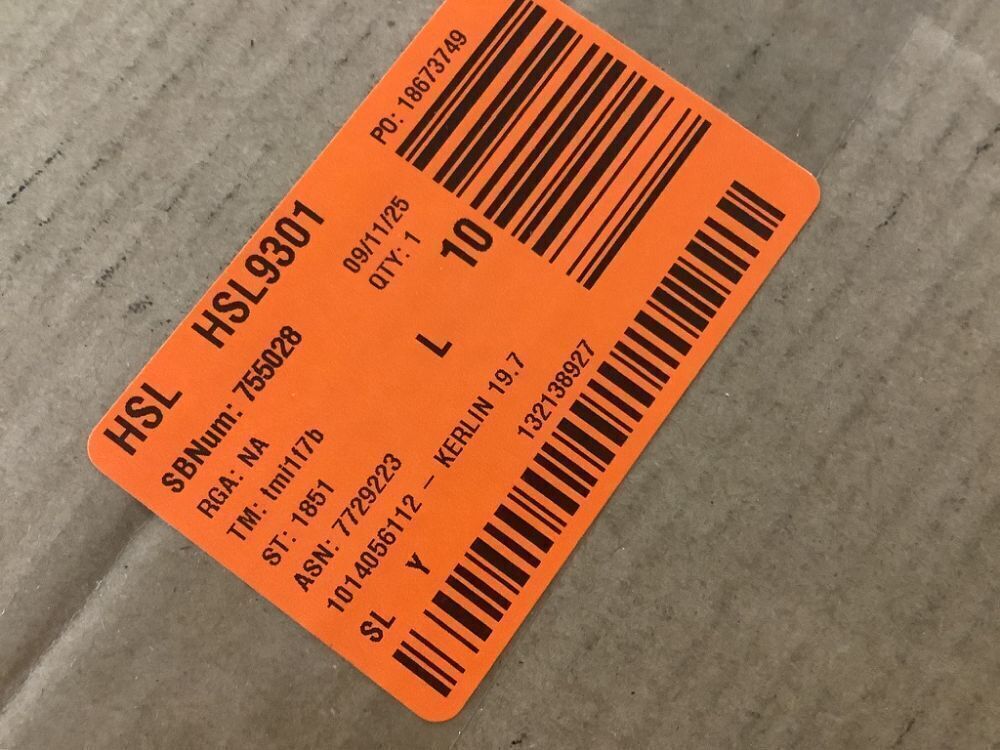 HSL HSL9301
SBNum: 755028 09/11/25 PO: 18673749
RGA: NA QTY: 1
TM: tmi1f7b 10
ST: 1851 L
ASN: 7729223
1014056112 – KERLIN 19.7
SL Y 132138927